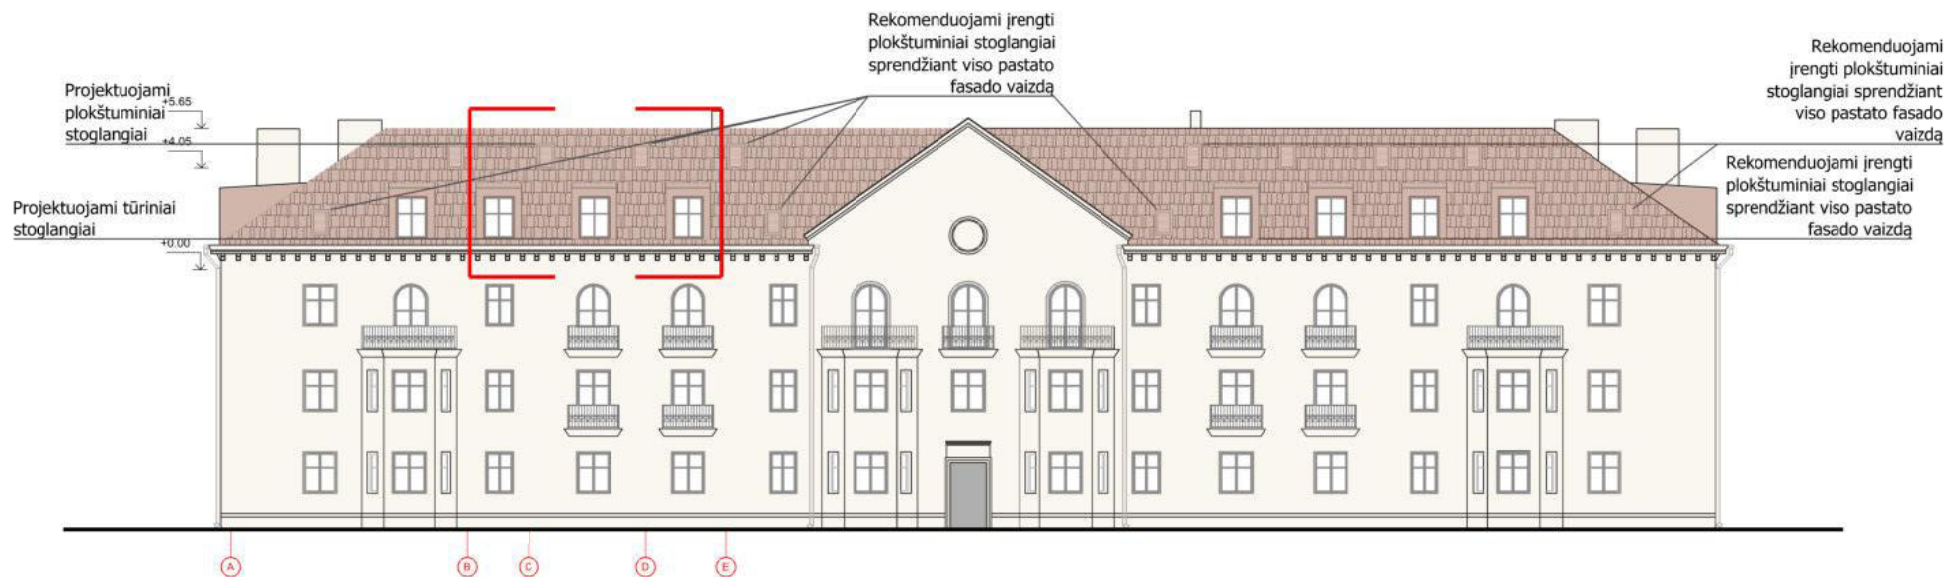 Rekomenduojami įrengti
plokštuminiai stoglangiai
sprendžiant viso pastato
fasado vaizdą
Rekomenduojami
įrengti plokštuminiai
stoglangiai sprendžiant
viso pastato fasado
vaizdą
Projektuojami
plokštuminiai
stoglangiai
+5.65
+4.05
Rekomenduojami įrengti
plokštuminiai stoglangiai
sprendžiant viso pastato
fasado vaizdą
Projektuojami tūriniai
stoglangiai
+0.00
A
B
C
D
E